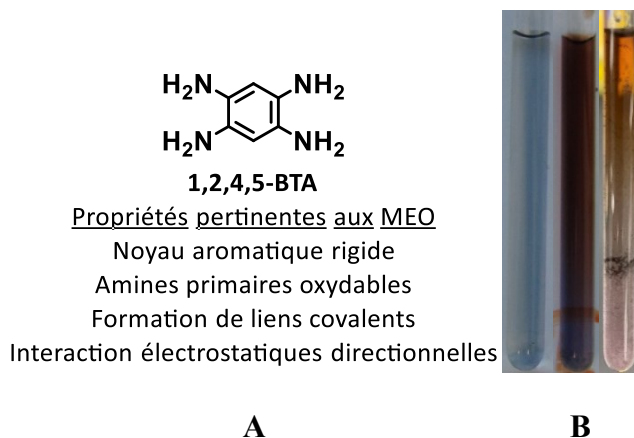 H₂N NH₂
H₂N NH₂
1,2,4,5-BTA
Propriétés pertinentes aux MEO
Noyau aromatique rigide
Amines primaires oxydables
Formation de liens covalents
Interaction électrostatiques directionnelles
A B